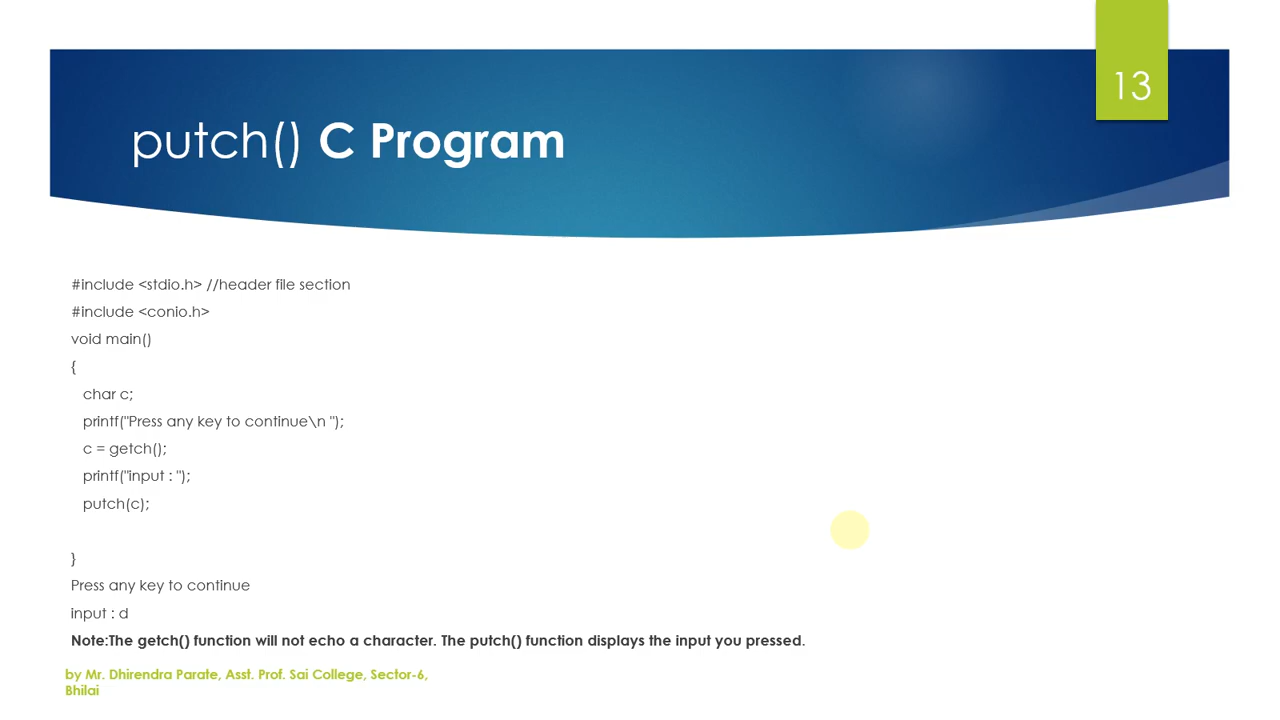 13
putch() C Program
#include <stdio.h> //header file section
#include <conio.h>
void main()
{
char c;
printf("Press any key to continue\n ");
c = getch();
printf("input : ");
putch(c);
}
Press any key to continue
input : d
Note:The getch() function will not echo a character. The putch() function displays the input you pressed.
by Mr. Dhirendra Parate, Asst. Prof. Sai College, Sector-6,
Bhilai